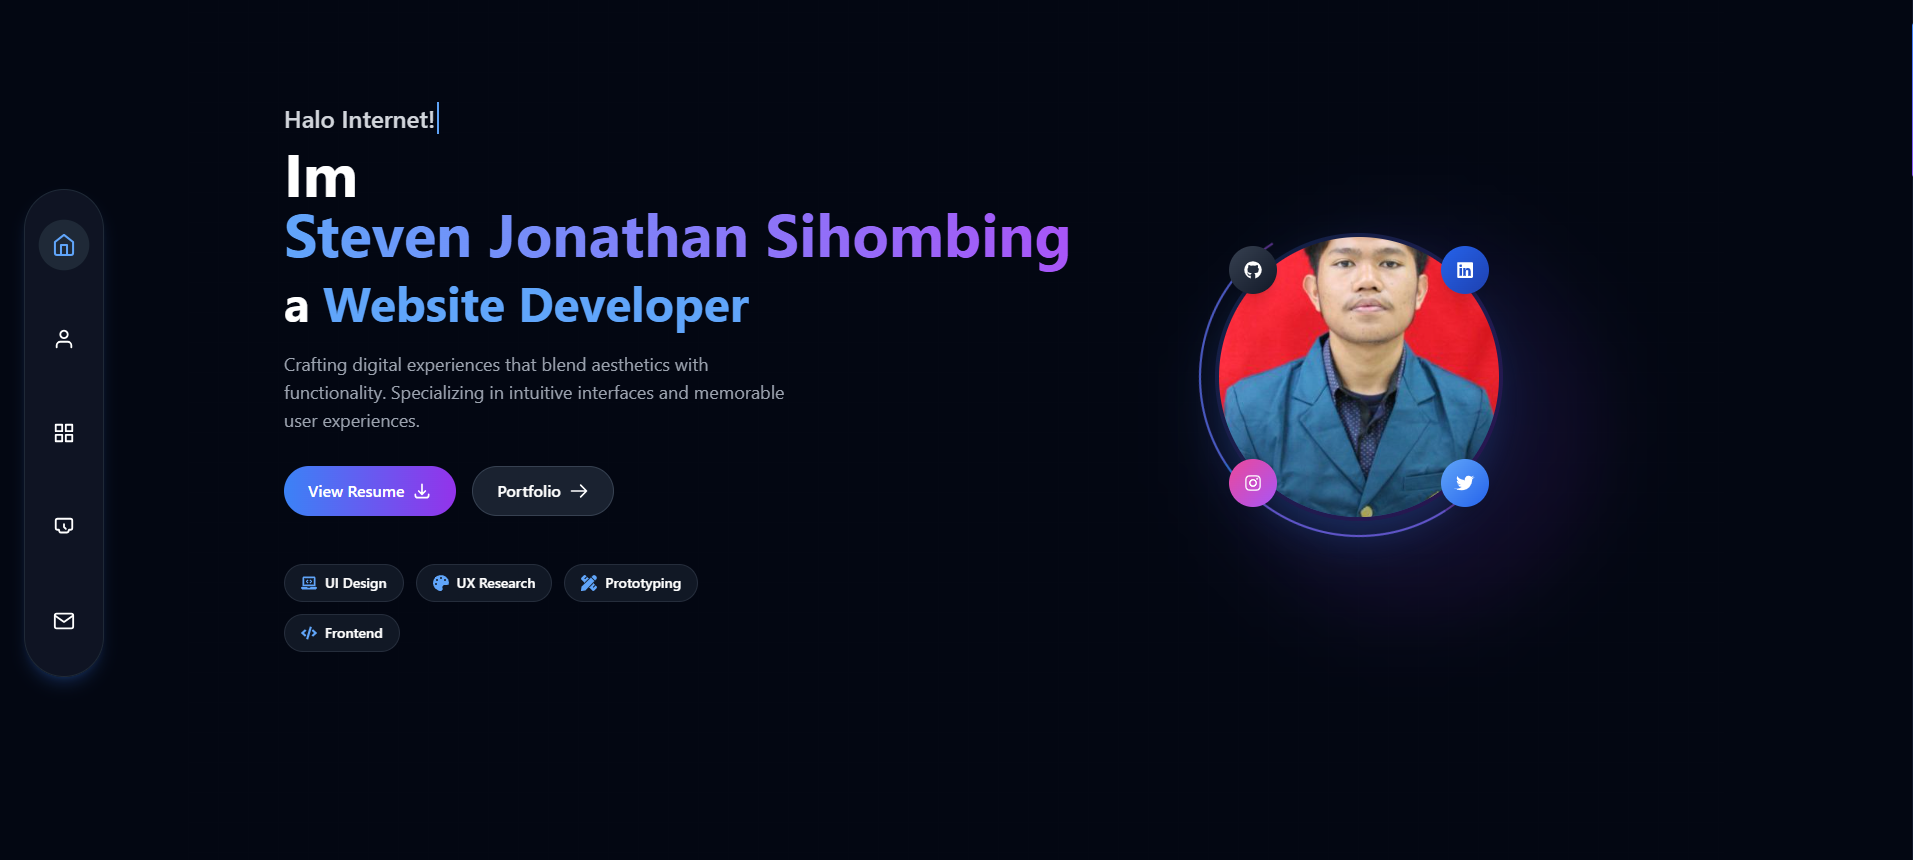 Halo Internet!
Im
Steven Jonathan Sihombing
a Website Developer
Crafting digital experiences that blend aesthetics with
functionality. Specializing in intuitive interfaces and memorable
user experiences.
View Resume
Portfolio
UI Design
UX Research
Prototyping
Frontend